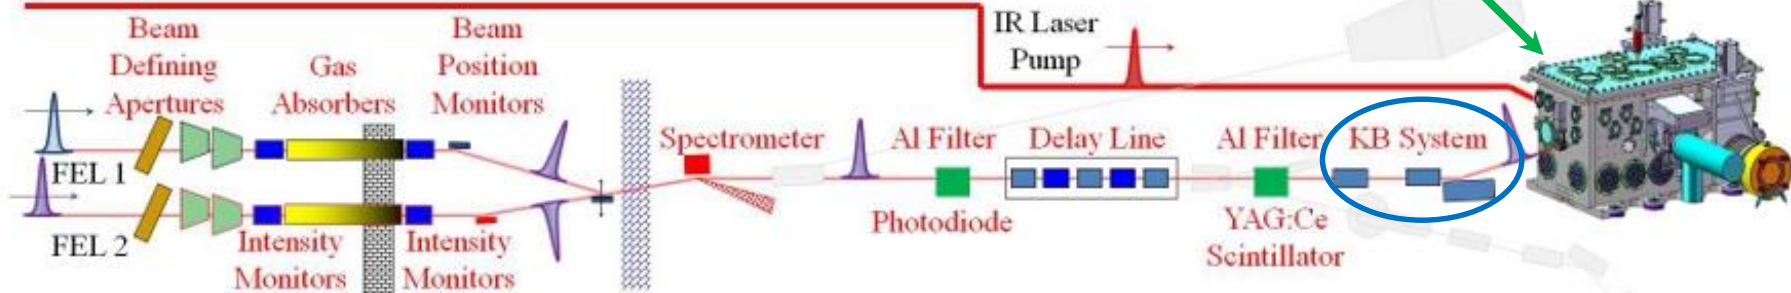 Beam
Defining
Apertures
Gas
Absorbers
Beam
Position
Monitors
IR Laser
Pump
Spectrometer
Al Filter
Delay Line
Al Filter
KB System
FEL 1
FEL 2
Intensity
Monitors
Intensity
Monitors
Photodiode
YAG:Ce
Scintillator